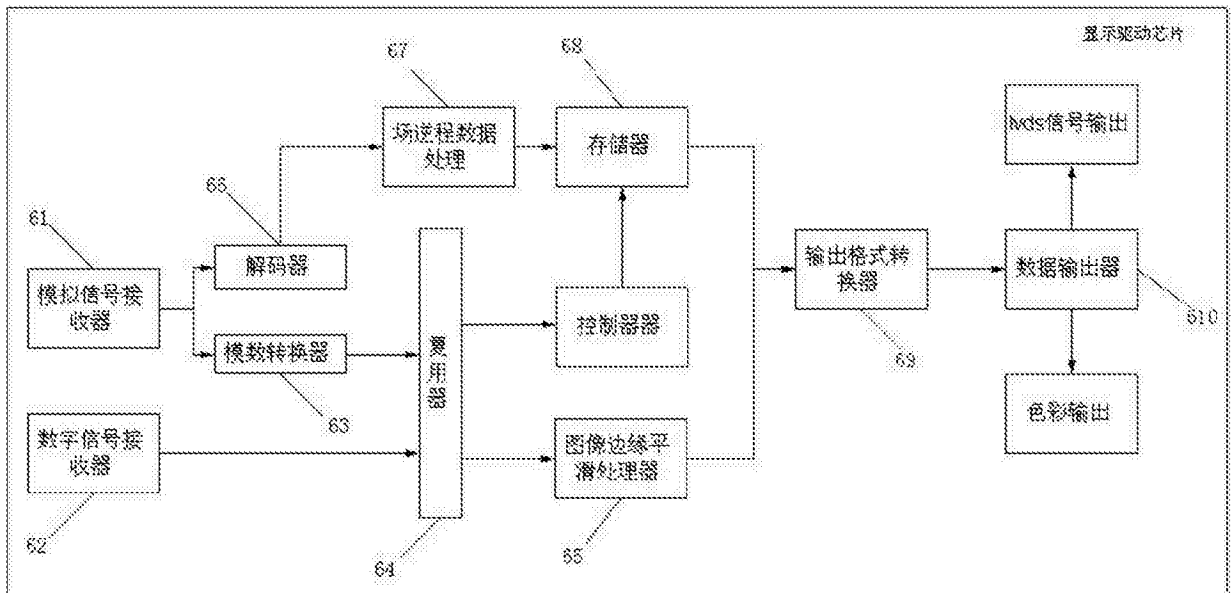 显示驱动芯片
67
68
场逆程数据
处理
存储器
lvds信号输出
66
61
解码器
模拟信号接
收器
模数转换器
63
复用器
控制器器
输出格式转
换器
69
数据输出器
610
数字信号接
收器
62
64
图像边缘平
滑处理器
65
色彩输出